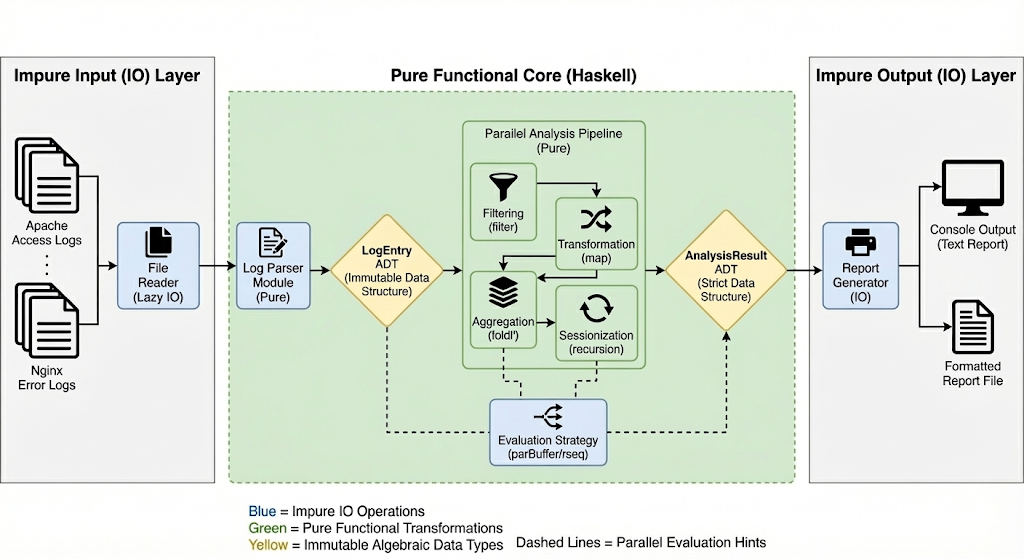 Impure Input (IO) Layer
Apache
Access Logs
Nginx
Error Logs
File
Reader
(Lazy IO)
Pure Functional Core (Haskell)
Log Parser
Module
(Pure)
LogEntry
ADT
(Immutable Data
Structure)
Parallel Analysis Pipeline
(Pure)
Filtering
(filter)
Transformation
(map)
Aggregation
(foldl')
Sessionization
(recursion)
Evaluation Strategy
(parBuffer/rseq)
AnalysisResult
ADT
(Strict Data
Structure)
Impure Output (IO) Layer
Report
Generator
(IO)
Console Output
(Text Report)
Formatted
Report File
Blue = Impure IO Operations
Green = Pure Functional Transformations
Yellow = Immutable Algebraic Data Types
Dashed Lines = Parallel Evaluation Hints